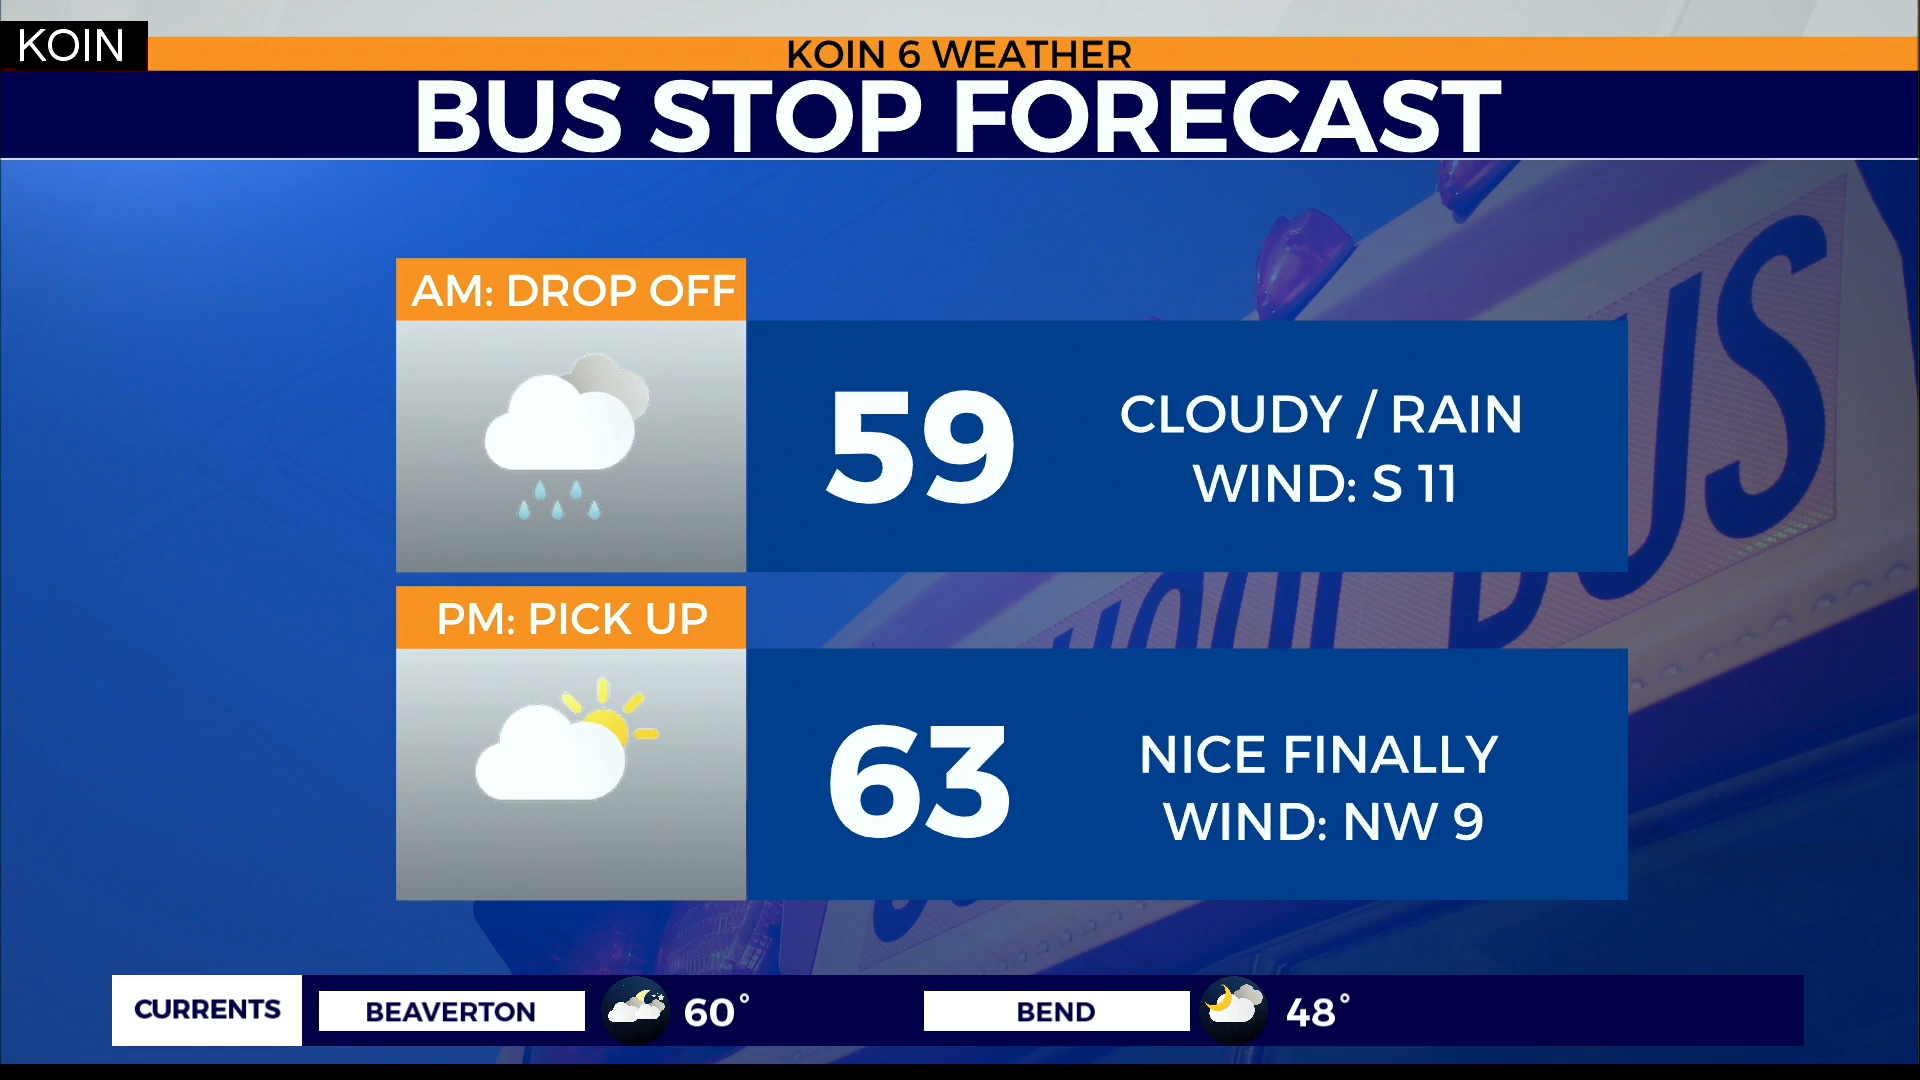 KOIN
KOIN 6 WEATHER
BUS STOP FORECAST
AM: DROP OFF
59
CLOUDY / RAIN
WIND: S 11
PM: PICK UP
63
NICE FINALLY
WIND: NW 9
BUS
CURRENTS
BEAVERTON
60°
BEND
48°